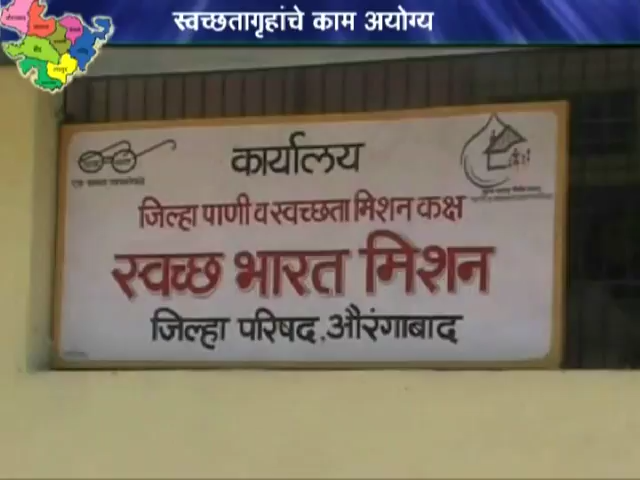 स्वच्छतागृहांचे काम अयोग्य
कार्यालय
जिल्हा पाणी व स्वच्छता मिशन कक्ष
स्वच्छ भारत मिशन
जिल्हा परिषद, औरंगाबाद